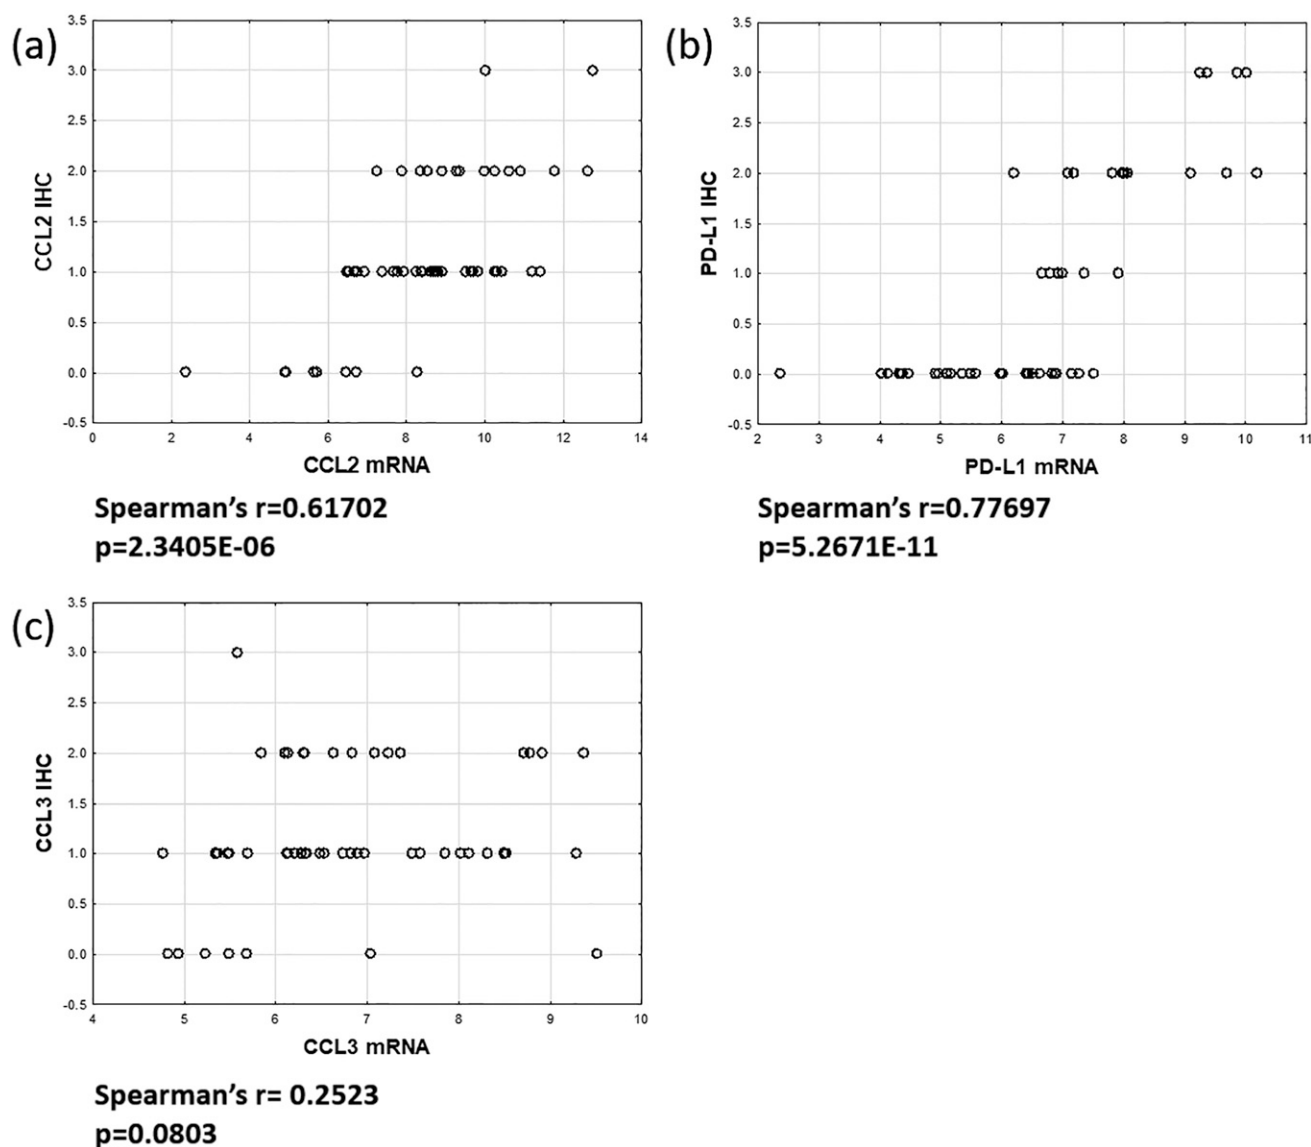 (a)
3.5
3.0
2.5
2.0
1.5
1.0
0.5
0.0
-0.5
CCL2 IHC
0 2 4 6 8 10 12 14
CCL2 mRNA
Spearman’s r=0.61702
p=2.3405E-06
(b)
3.5
3.0
2.5
2.0
1.5
1.0
0.5
0.0
-0.5
PD-L1 IHC
2 3 4 5 6 7 8 9 10 11
PD-L1 mRNA
Spearman’s r=0.77697
p=5.2671E-11
(c)
3.5
3.0
2.5
2.0
1.5
1.0
0.5
0.0
-0.5
CCL3 IHC
4 5 6 7 8 9 10
CCL3 mRNA
Spearman’s r= 0.2523
p=0.0803